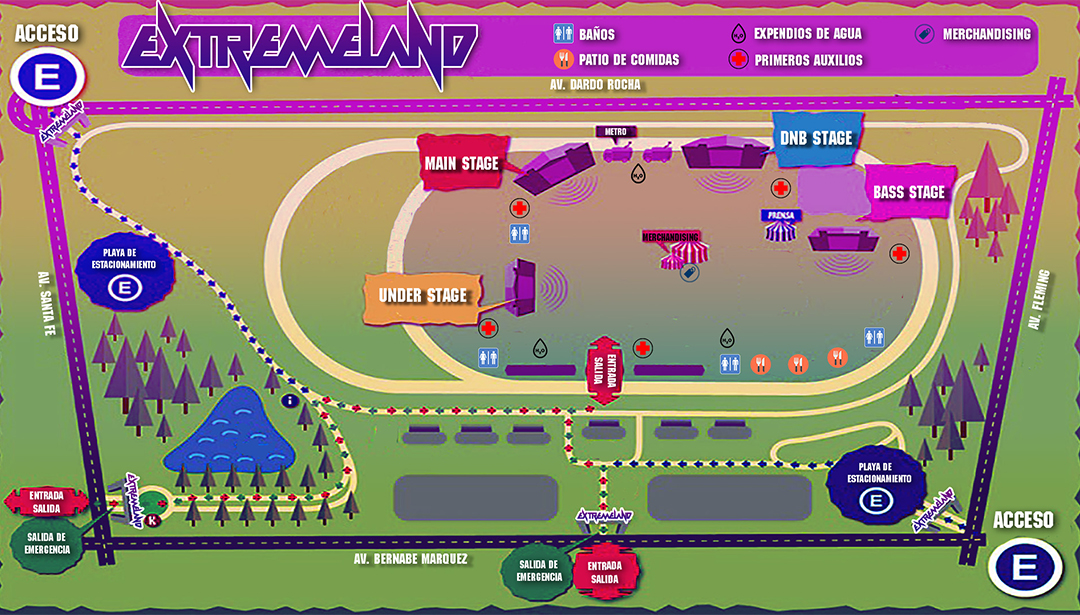 ACCESO
E
EXTREMELAND
BAÑOS
EXPENDIOS DE AGUA
MERCHANDISING
PATIO DE COMIDAS
PRIMEROS AUXILIOS
AV. DARDO ROCHA
EXTREMELAND
METRO
MAIN STAGE
DNB STAGE
H₂O
BASS STAGE
PRENSA
MERCHANDISING
PLAYA DE
ESTACIONAMIENTO
E
AV. SANTA FE
AV. FLEMING
UNDER STAGE
H₂O
H₂O
ENTRADA
SALIDA
i
PLAYA DE
ESTACIONAMIENTO
E
EXTREMELAND
ENTRADA
SALIDA
K
SALIDA DE
EMERGENCIA
EXTREMELAND
EXTREMELAND
ACCESO
E
AV. BERNABE MARQUEZ
SALIDA DE
EMERGENCIA
ENTRADA
SALIDA